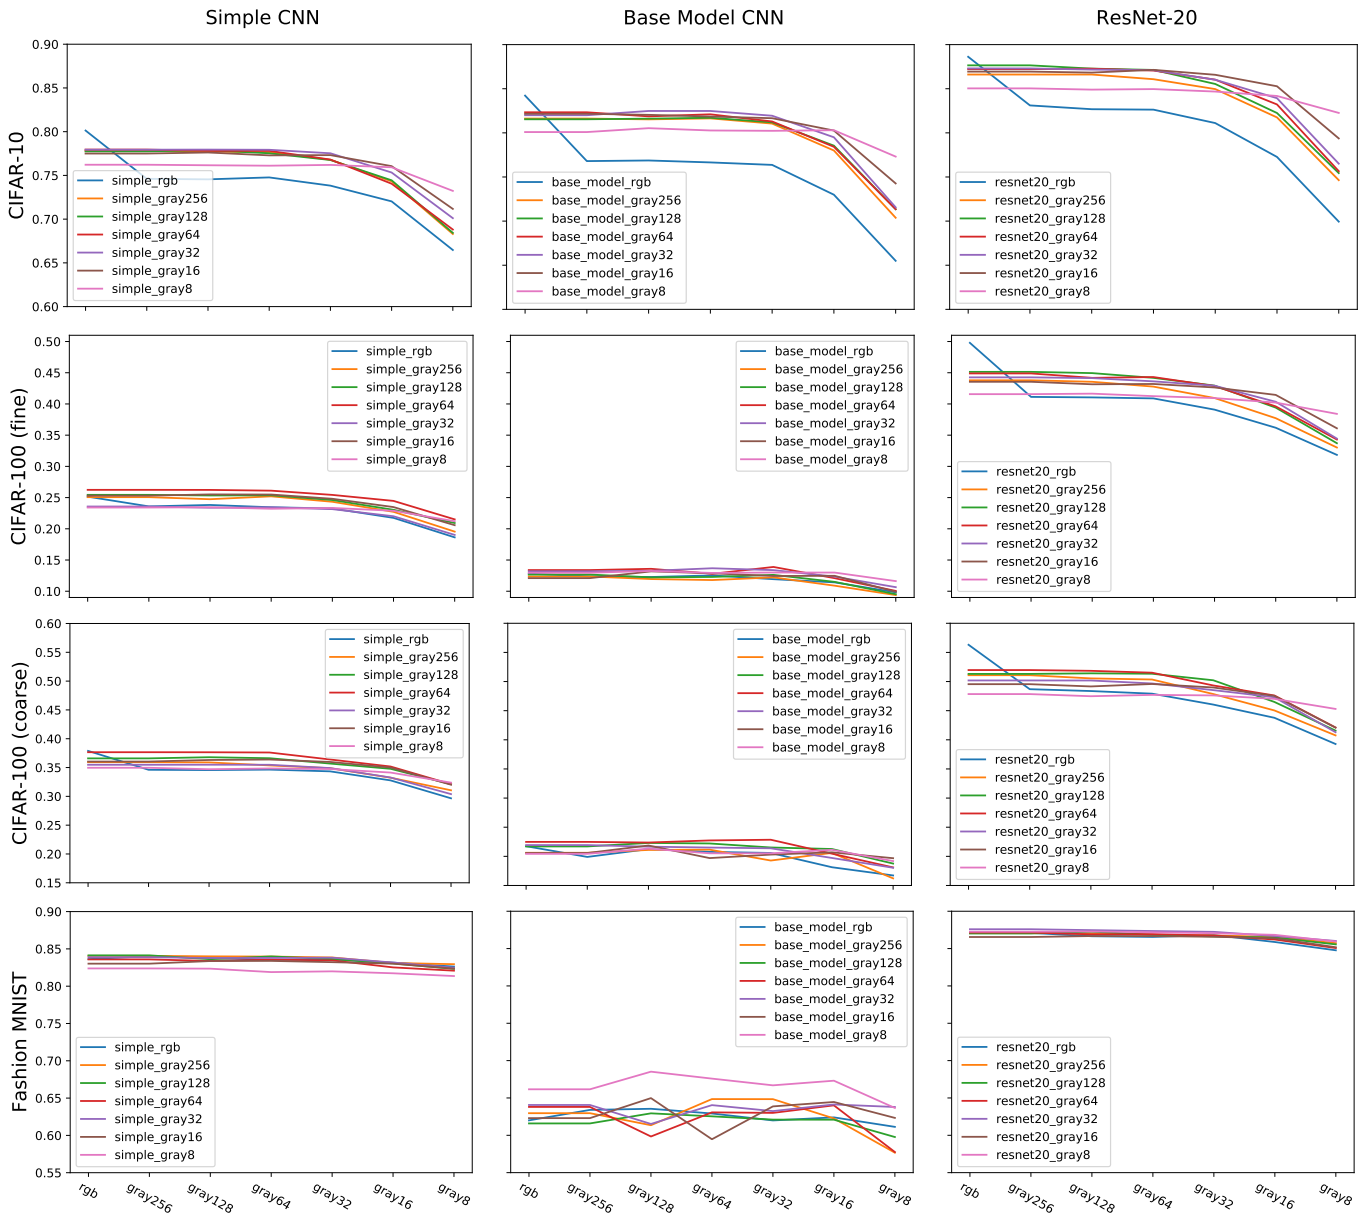 Simple CNN
Base Model CNN
ResNet-20
CIFAR-10
0.90
0.85
0.80
0.75
0.70
0.65
0.60
simple_rgb
simple_gray256
simple_gray128
simple_gray64
simple_gray32
simple_gray16
simple_gray8
base_model_rgb
base_model_gray256
base_model_gray128
base_model_gray64
base_model_gray32
base_model_gray16
base_model_gray8
resnet20_rgb
resnet20_gray256
resnet20_gray128
resnet20_gray64
resnet20_gray32
resnet20_gray16
resnet20_gray8
CIFAR-100 (fine)
0.50
0.45
0.40
0.35
0.30
0.25
0.20
0.15
0.10
simple_rgb
simple_gray256
simple_gray128
simple_gray64
simple_gray32
simple_gray16
simple_gray8
base_model_rgb
base_model_gray256
base_model_gray128
base_model_gray64
base_model_gray32
base_model_gray16
base_model_gray8
resnet20_rgb
resnet20_gray256
resnet20_gray128
resnet20_gray64
resnet20_gray32
resnet20_gray16
resnet20_gray8
CIFAR-100 (coarse)
0.60
0.55
0.50
0.45
0.40
0.35
0.30
0.25
0.20
0.15
simple_rgb
simple_gray256
simple_gray128
simple_gray64
simple_gray32
simple_gray16
simple_gray8
base_model_rgb
base_model_gray256
base_model_gray128
base_model_gray64
base_model_gray32
base_model_gray16
base_model_gray8
resnet20_rgb
resnet20_gray256
resnet20_gray128
resnet20_gray64
resnet20_gray32
resnet20_gray16
resnet20_gray8
Fashion MNIST
0.90
0.85
0.80
0.75
0.70
0.65
0.60
0.55
simple_rgb
simple_gray256
simple_gray128
simple_gray64
simple_gray32
simple_gray16
simple_gray8
base_model_rgb
base_model_gray256
base_model_gray128
base_model_gray64
base_model_gray32
base_model_gray16
base_model_gray8
resnet20_rgb
resnet20_gray256
resnet20_gray128
resnet20_gray64
resnet20_gray32
resnet20_gray16
resnet20_gray8
rgb gray256 gray128 gray64 gray32 gray16 gray8
rgb gray256 gray128 gray64 gray32 gray16 gray8
rgb gray256 gray128 gray64 gray32 gray16 gray8